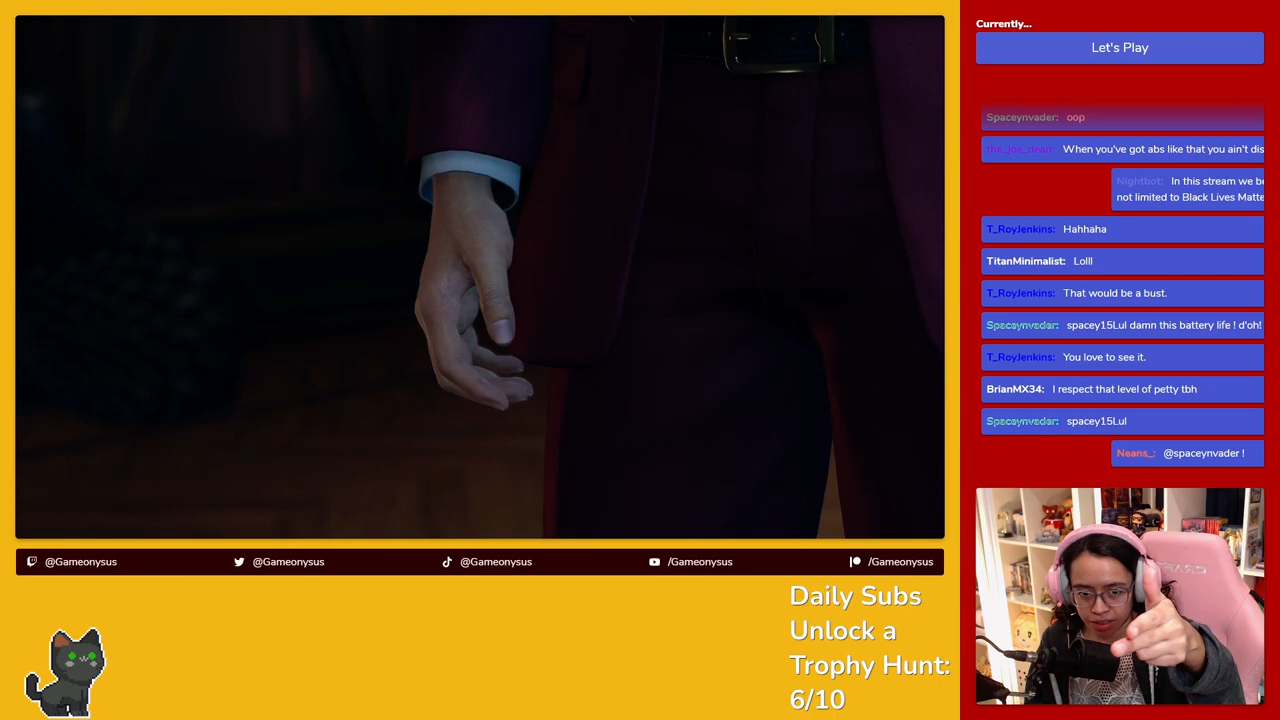 Currently...
Let's Play
Spaceynvader: oop
the_joe_dean: When you've got abs like that you ain't dis
Nightbot: In this stream we be
not limited to Black Lives Matte
T_RoyJenkins: Hahhaha
TitanMinimalist: Lolll
T_RoyJenkins: That would be a bust.
Spaceynvader: spacey15Lul damn this battery life ! d'oh!
T_RoyJenkins: You love to see it.
BrianMX34: I respect that level of petty tbh
Spaceynvader: spacey15Lul
Neans_: @spaceynvader !
@Gameonysus @Gameonysus @Gameonysus /Gameonysus /Gameonysus
Daily Subs
Unlock a
Trophy Hunt:
6/10